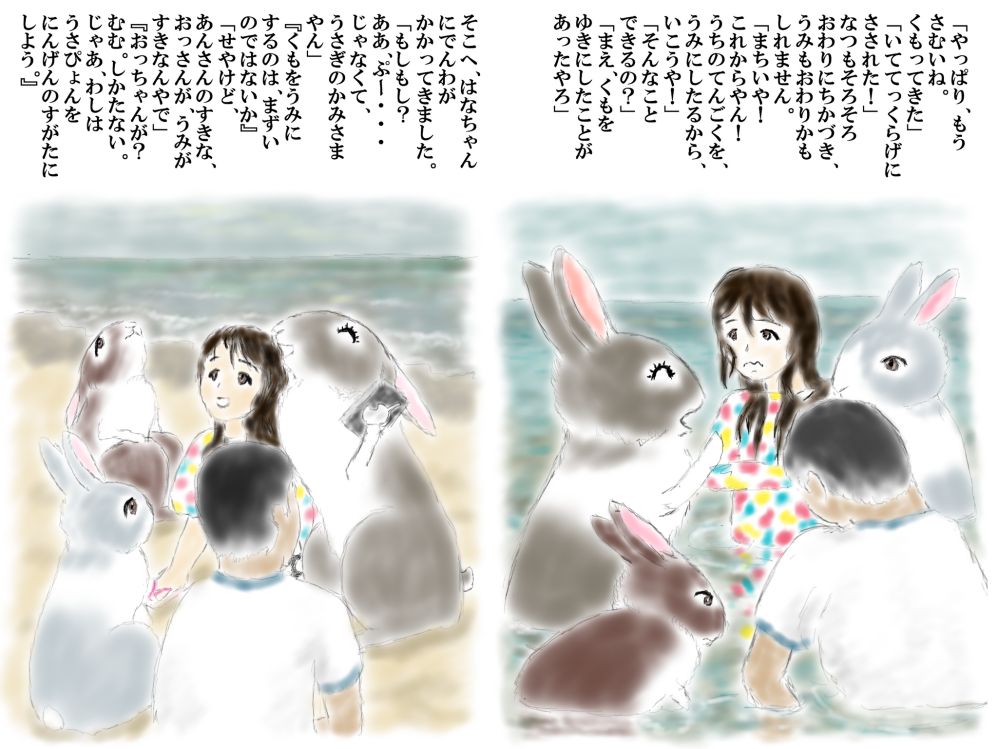 「やっぱり、もう
さむいね。
くもってきた」
「いてててっくらげに
さされた！」
なつもそろそろ
おわりにちかづき、
うみもおわりかも
しれません。
「まちいや！
これからやん！
うちのてんごくを、
うみにしたるから、
いこうや！」
「そんなこと
できるの？」
「まえ、くもを
ゆきにしたことが
あったやろ」
そこへ、はなちゃん
にでんわが
かかってきました。
「もしもし？
ああ、ぷー・・・
じゃなくて、
うさぎのかみさま
やん」
『くもをうみに
するのは、まずい
のではないか』
「せやけど、
あんさんのすきな、
おっさんが、うみが
すきなんやで」
『おっちゃんが？
むむ。しかたない。
じゃあ、わしは
うさぴょんを
にんげんのすがたに
しよう。』